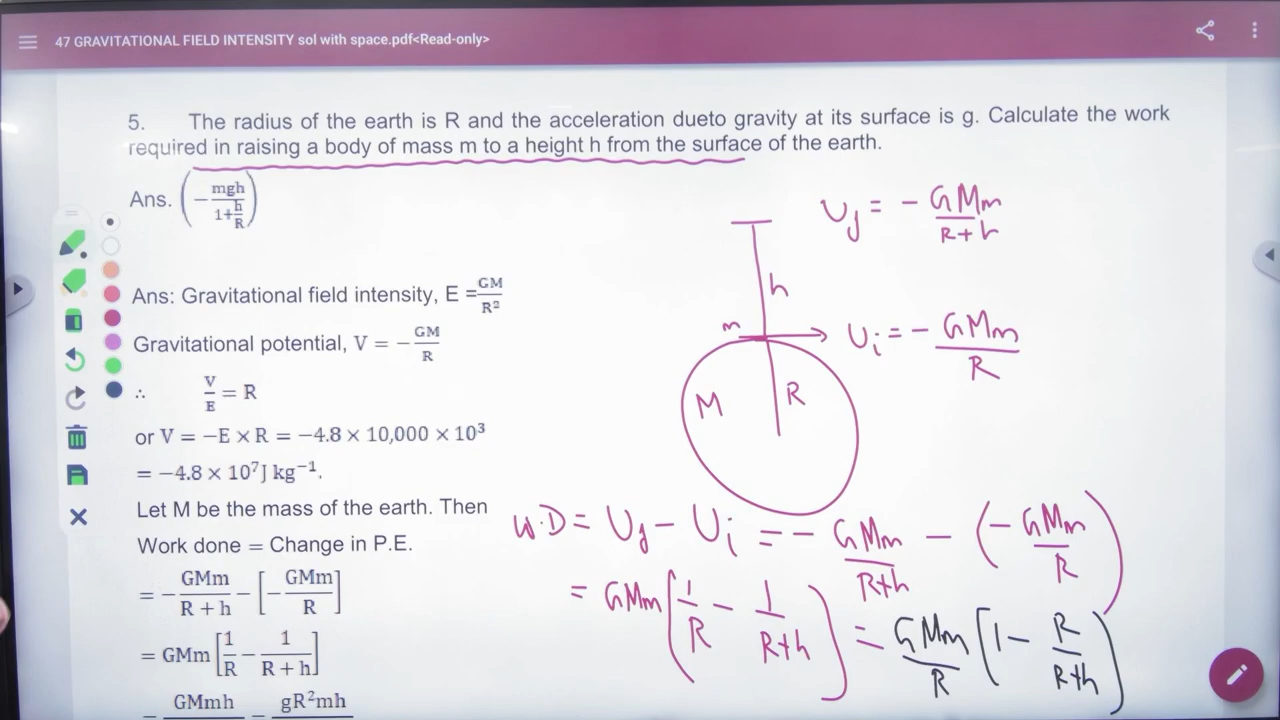 47 GRAVITATIONAL FIELD INTENSITY sol with space.pdf<Read-only>
5. The radius of the earth is R and the acceleration dueto gravity at its surface is g. Calculate the work
required in raising a body of mass m to a height h from the surface of the earth.
Ans. (-mgh/(1+h/R))
Ans: Gravitational field intensity, E =GM/R²
Gravitational potential, V = −GM/R
∴ V/E = R
or V = −E × R = −4.8 × 10,000 × 10³
= −4.8 × 10⁷J kg⁻¹.
Let M be the mass of the earth. Then
Work done = Change in P.E.
= −GMm/(R + h) − [−GMm/R]
= GMm[1/R − 1/(R + h)]
= GMmh = gR²mh
Uf = − GMm/(R+h)
h
m
Ui = − GMm/R
M R
W.D = Uf − Ui = − GMm/(R+h) − (− GMm/R)
= GMm(1/R − 1/(R+h)) = GMm/R (1 − R/(R+h))